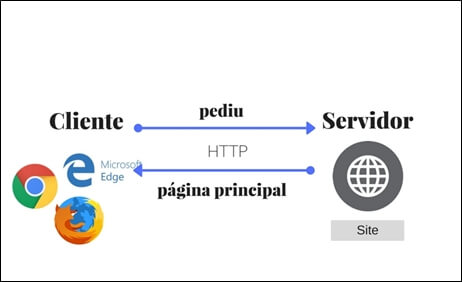 Cliente
pediu
Servidor
HTTP
Microsoft
Edge
página principal
Site